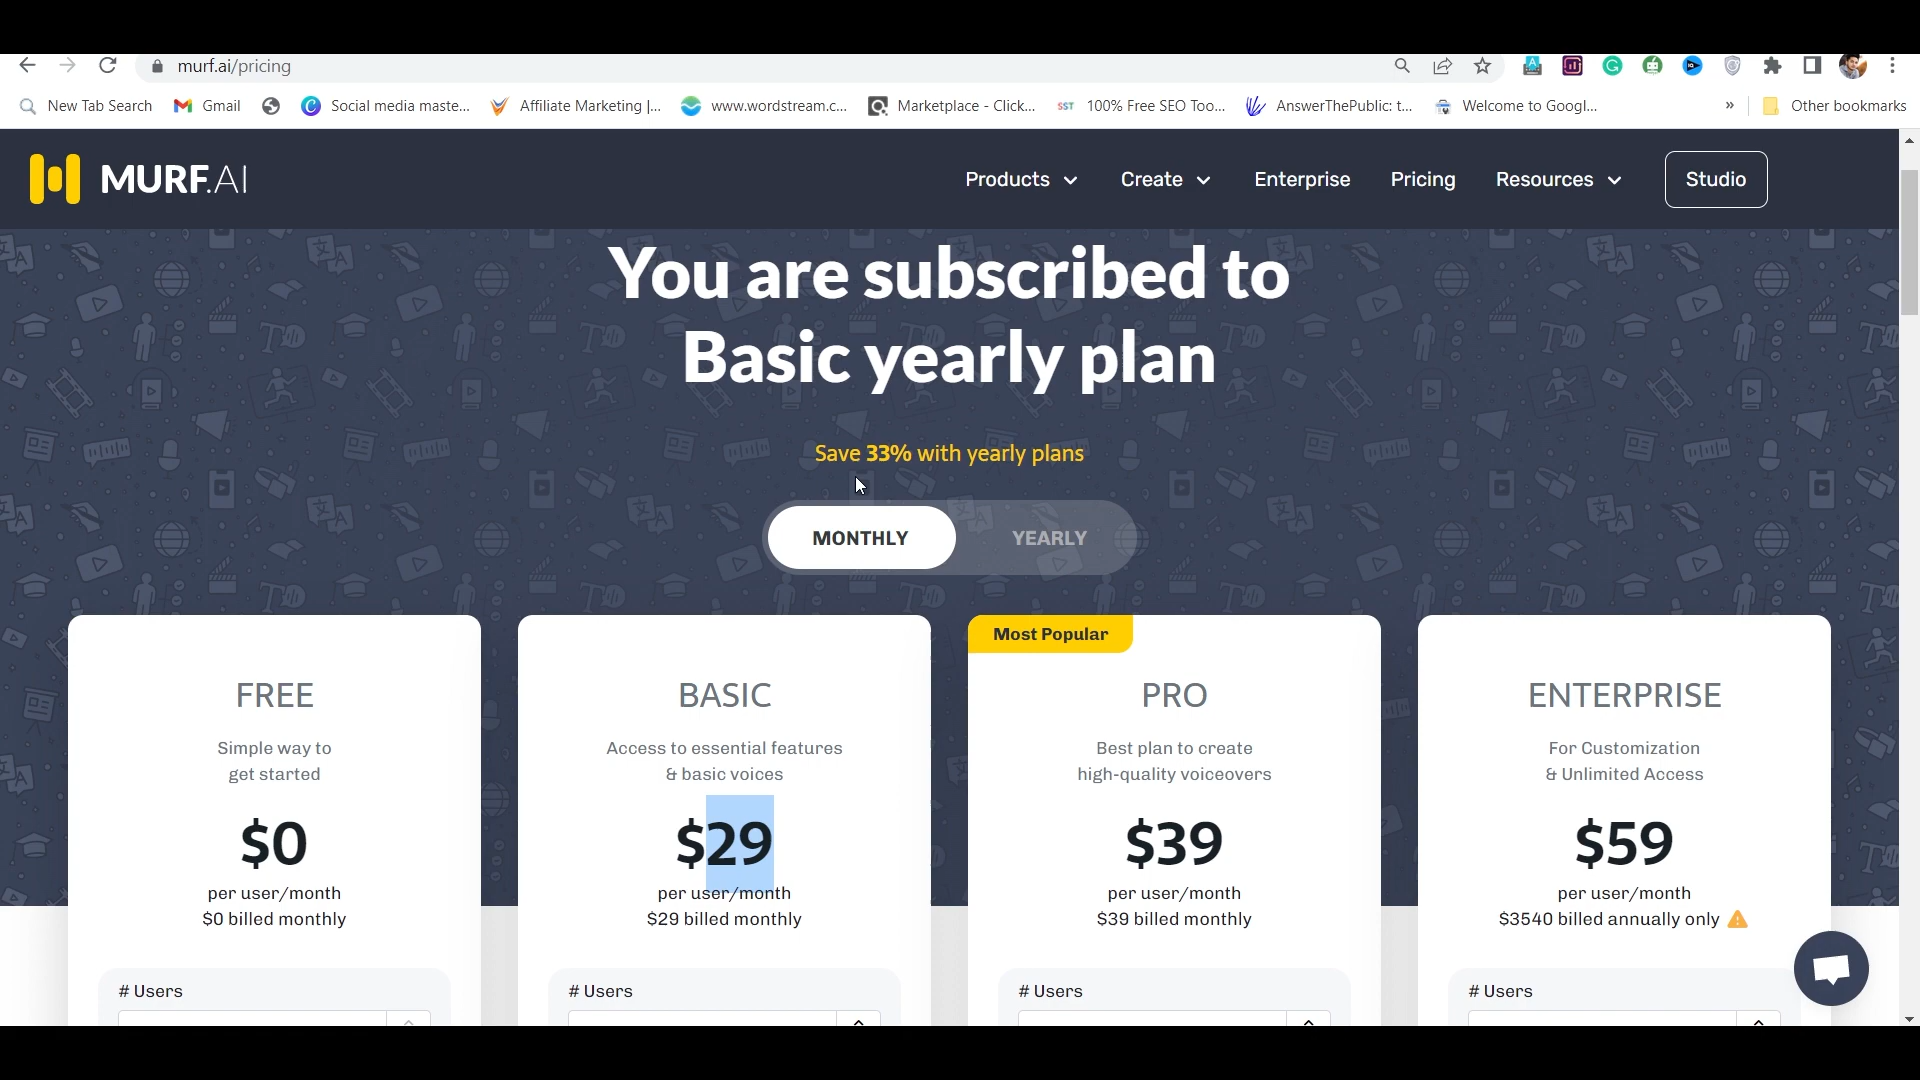 murf.ai/pricing
New Tab Search Gmail Social media maste... Affiliate Marketing |... www.wordstream.c... Marketplace - Click... SST 100% Free SEO Too... AnswerThePublic: t... Welcome to Googl... » Other bookmarks
MURF.AI Products Create Enterprise Pricing Resources Studio
You are subscribed to
Basic yearly plan
Save 33% with yearly plans
MONTHLY YEARLY
Most Popular
FREE
Simple way to
get started
$0
per user/month
$0 billed monthly
# Users
BASIC
Access to essential features
& basic voices
$29
per user/month
$29 billed monthly
# Users
PRO
Best plan to create
high-quality voiceovers
$39
per user/month
$39 billed monthly
# Users
ENTERPRISE
For Customization
& Unlimited Access
$59
per user/month
$3540 billed annually only
# Users